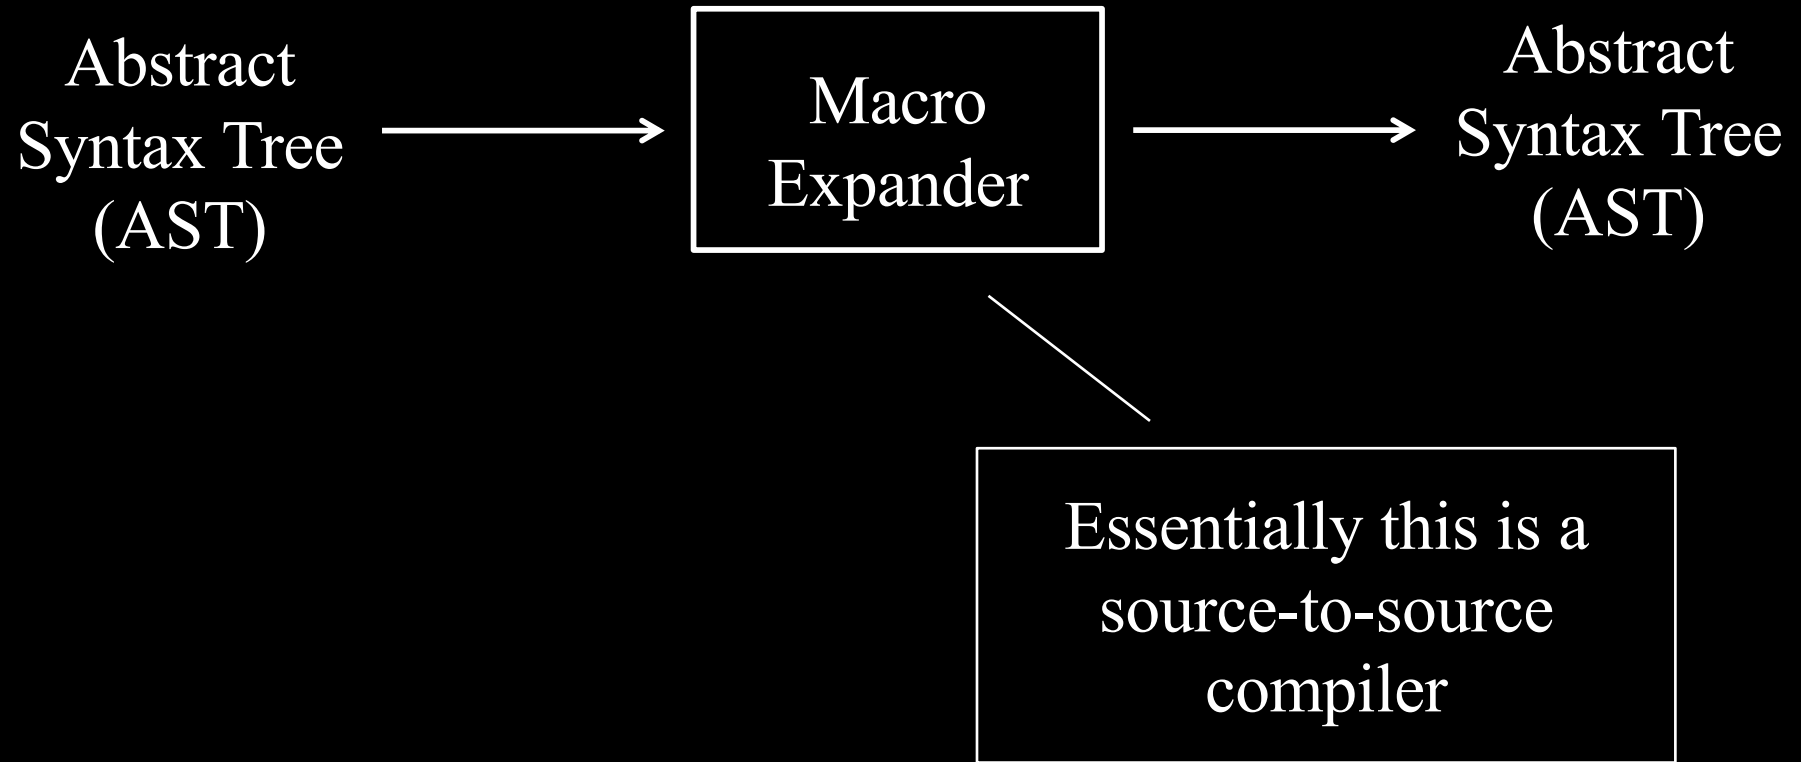 Abstract
Syntax Tree
(AST)
Macro
Expander
Abstract
Syntax Tree
(AST)
Essentially this is a
source-to-source
compiler